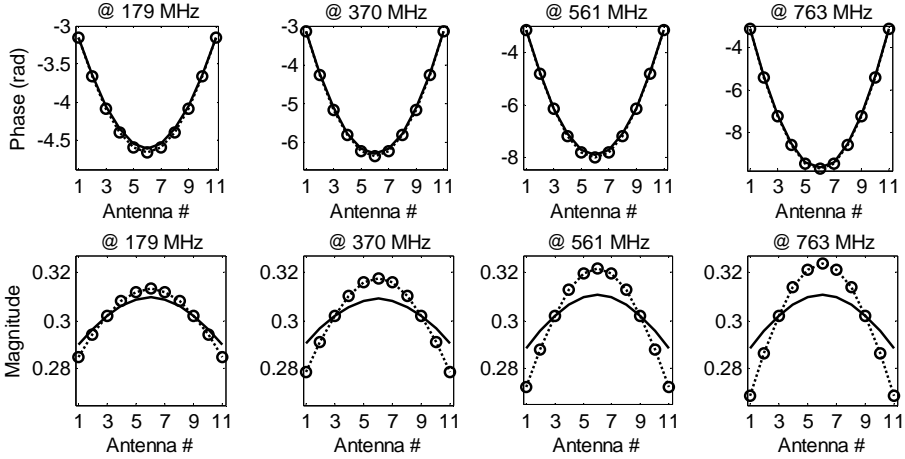 @ 179 MHz @ 370 MHz @ 561 MHz @ 763 MHz
Phase (rad)
-3 -3.5 -4 -4.5
-3 -4 -5 -6
-4 -6 -8
-4 -6 -8
1 3 5 7 9 11 1 3 5 7 9 11 1 3 5 7 9 11 1 3 5 7 9 11
Antenna # Antenna # Antenna # Antenna #
@ 179 MHz @ 370 MHz @ 561 MHz @ 763 MHz
Magnitude
0.32 0.3 0.28
0.32 0.3 0.28
0.32 0.3 0.28
0.32 0.3 0.28
1 3 5 7 9 11 1 3 5 7 9 11 1 3 5 7 9 11 1 3 5 7 9 11
Antenna # Antenna # Antenna # Antenna #